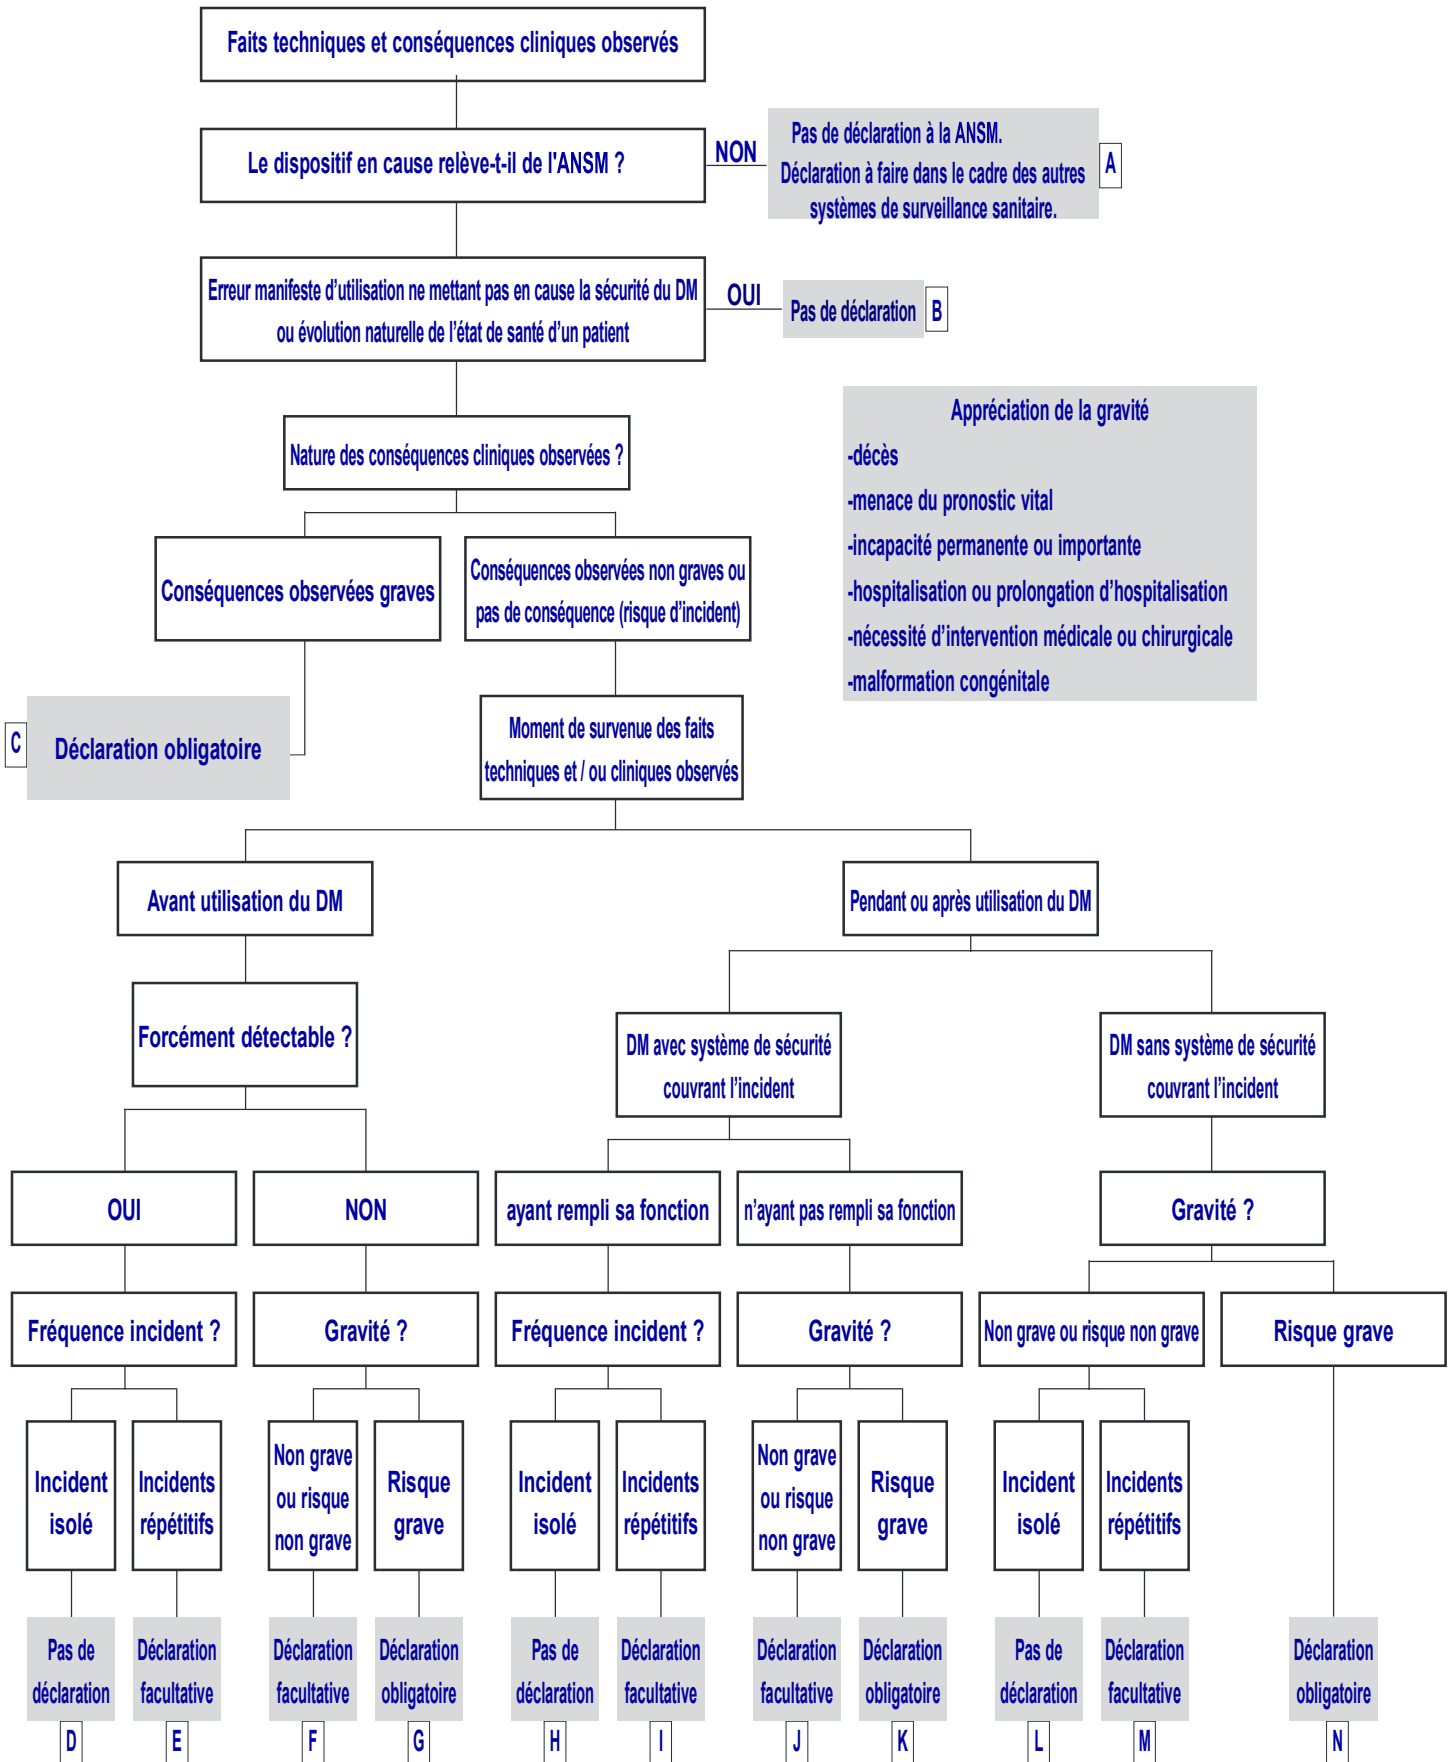 Faits techniques et conséquences cliniques observés
Le dispositif en cause relève-t-il de l'ANSM ?
NON
Pas de déclaration à la ANSM.
Déclaration à faire dans le cadre des autres
systèmes de surveillance sanitaire.
A
Erreur manifeste d’utilisation ne mettant pas en cause la sécurité du DM
ou évolution naturelle de l’état de santé d’un patient
OUI
Pas de déclaration
B
Appréciation de la gravité
-décès
-menace du pronostic vital
-incapacité permanente ou importante
-hospitalisation ou prolongation d’hospitalisation
-nécessité d’intervention médicale ou chirurgicale
-malformation congénitale
Nature des conséquences cliniques observées ?
Conséquences observées graves
Conséquences observées non graves ou
pas de conséquence (risque d’incident)
C
Déclaration obligatoire
Moment de survenue des faits
techniques et / ou cliniques observés
Avant utilisation du DM
Pendant ou après utilisation du DM
Forcément détectable ?
DM avec système de sécurité
couvrant l’incident
DM sans système de sécurité
couvrant l’incident
OUI
NON
ayant rempli sa fonction
n’ayant pas rempli sa fonction
Gravité ?
Fréquence incident ?
Gravité ?
Fréquence incident ?
Gravité ?
Non grave ou risque non grave
Risque grave
Incident
isolé
Incidents
répétitifs
Non grave
ou risque
non grave
Risque
grave
Incident
isolé
Incidents
répétitifs
Non grave
ou risque
non grave
Risque
grave
Incident
isolé
Incidents
répétitifs
Pas de
déclaration
Déclaration
facultative
Déclaration
facultative
Déclaration
obligatoire
Pas de
déclaration
Déclaration
facultative
Déclaration
facultative
Déclaration
obligatoire
Pas de
déclaration
Déclaration
facultative
Déclaration
obligatoire
D
E
F
G
H
I
J
K
L
M
N